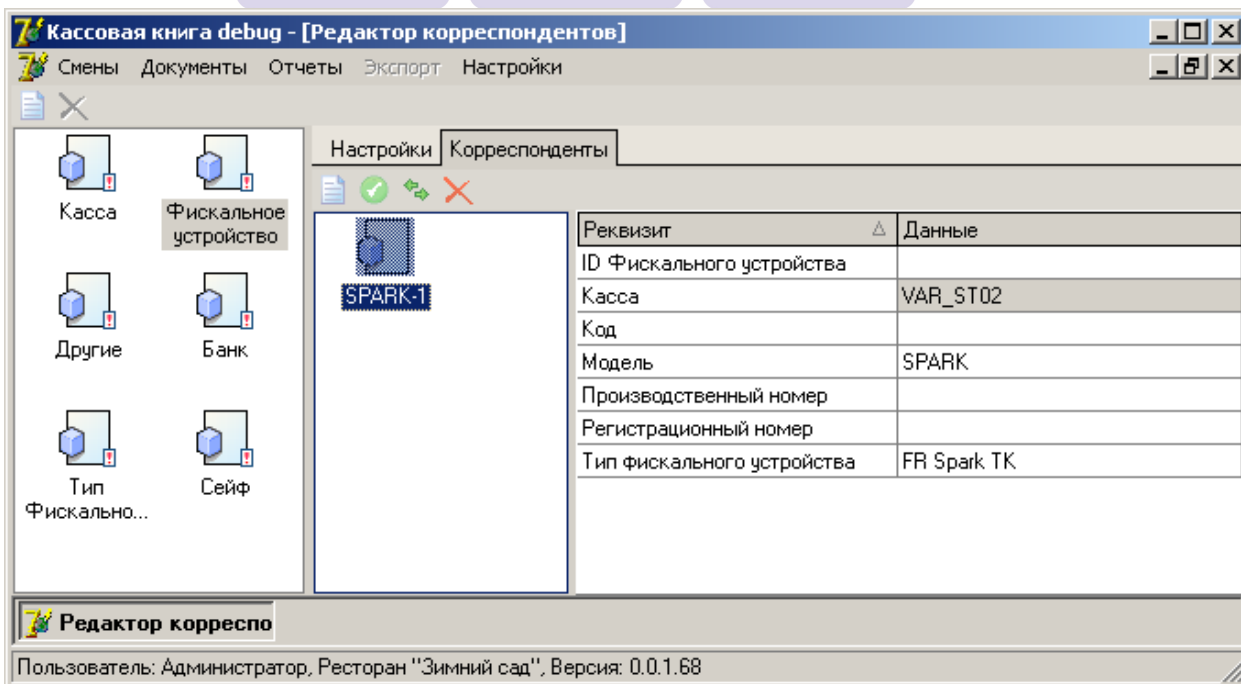 Кассовая книга debug - [Редактор корреспондентов]
Смены Документы Отчеты Экспорт Настройки
Касса
Фискальное
устройство
Другие
Банк
Тип
Фискально...
Сейф
Настройки Корреспонденты
SPARK-1
Реквизит Данные
ID Фискального устройства
Касса VAR_ST02
Код
Модель SPARK
Производственный номер
Регистрационный номер
Тип фискального устройства FR Spark TK
Редактор корреспо
Пользователь: Администратор, Ресторан "Зимний сад", Версия: 0.0.1.68